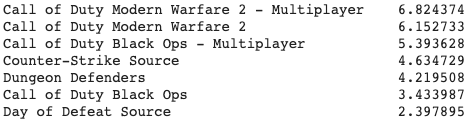 Call of Duty Modern Warfare 2 - Multiplayer 6.824374
Call of Duty Modern Warfare 2 6.152733
Call of Duty Black Ops - Multiplayer 5.393628
Counter-Strike Source 4.634729
Dungeon Defenders 4.219508
Call of Duty Black Ops 3.433987
Day of Defeat Source 2.397895